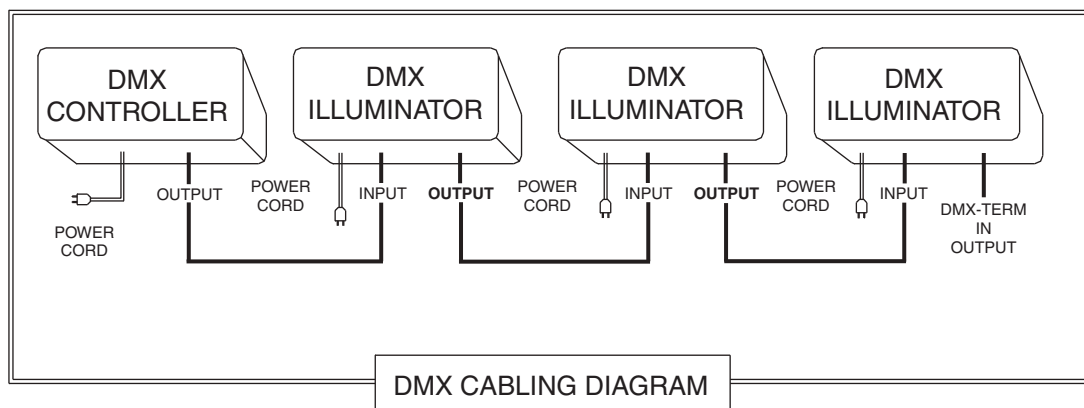 DMX
CONTROLLER
DMX
ILLUMINATOR
DMX
ILLUMINATOR
DMX
ILLUMINATOR
POWER
CORD
OUTPUT
POWER
CORD
INPUT
OUTPUT
POWER
CORD
INPUT
OUTPUT
POWER
CORD
INPUT
DMX-TERM
IN
OUTPUT
DMX CABLING DIAGRAM